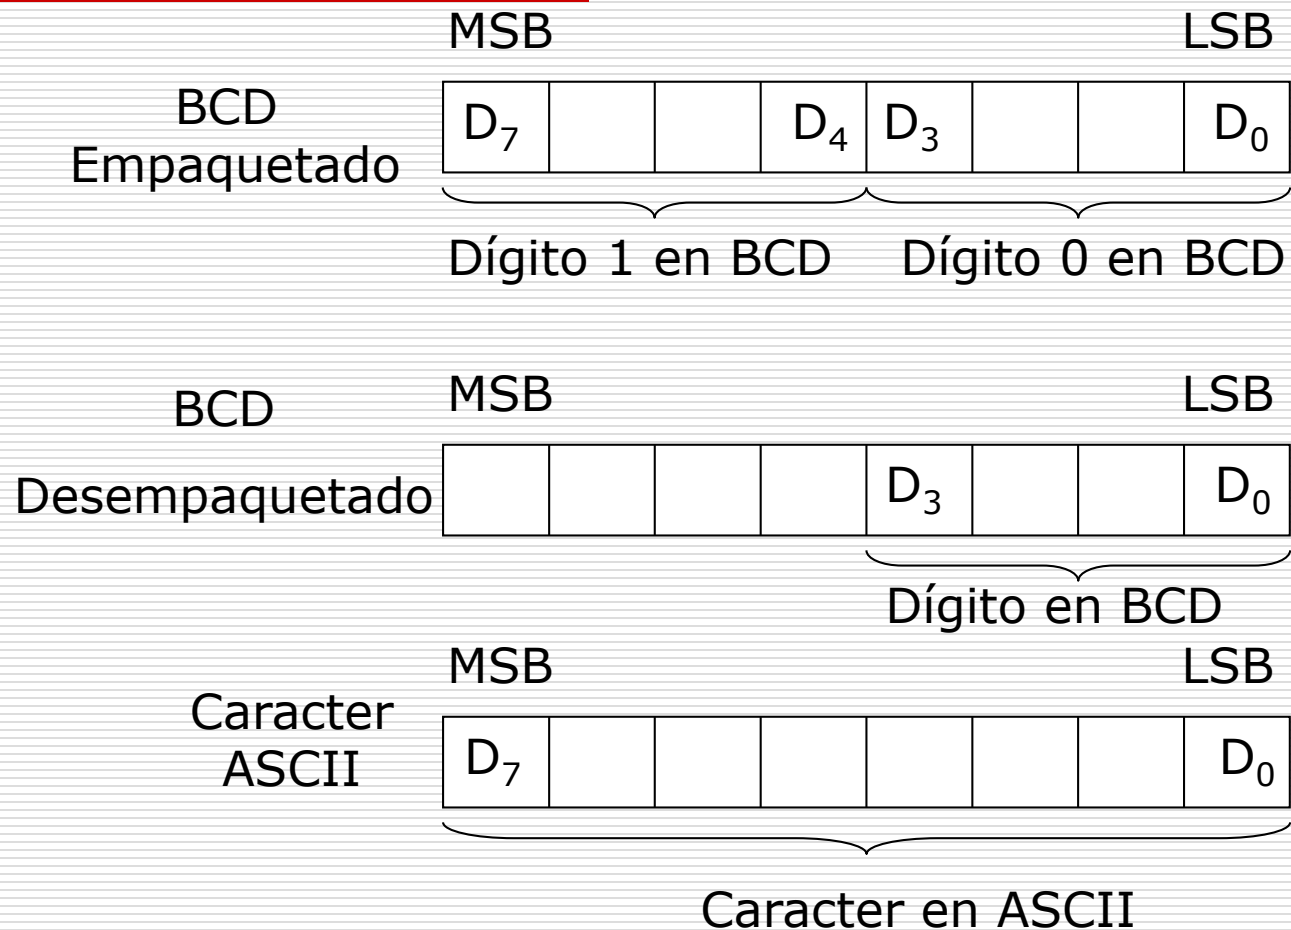 MSB LSB
BCD
Empaquetado
D₇ D₄ D₃ D₀
Dígito 1 en BCD Dígito 0 en BCD
BCD
Desempaquetado
MSB LSB
D₃ D₀
Dígito en BCD
MSB LSB
Caracter
ASCII
D₇ D₀
Caracter en ASCII